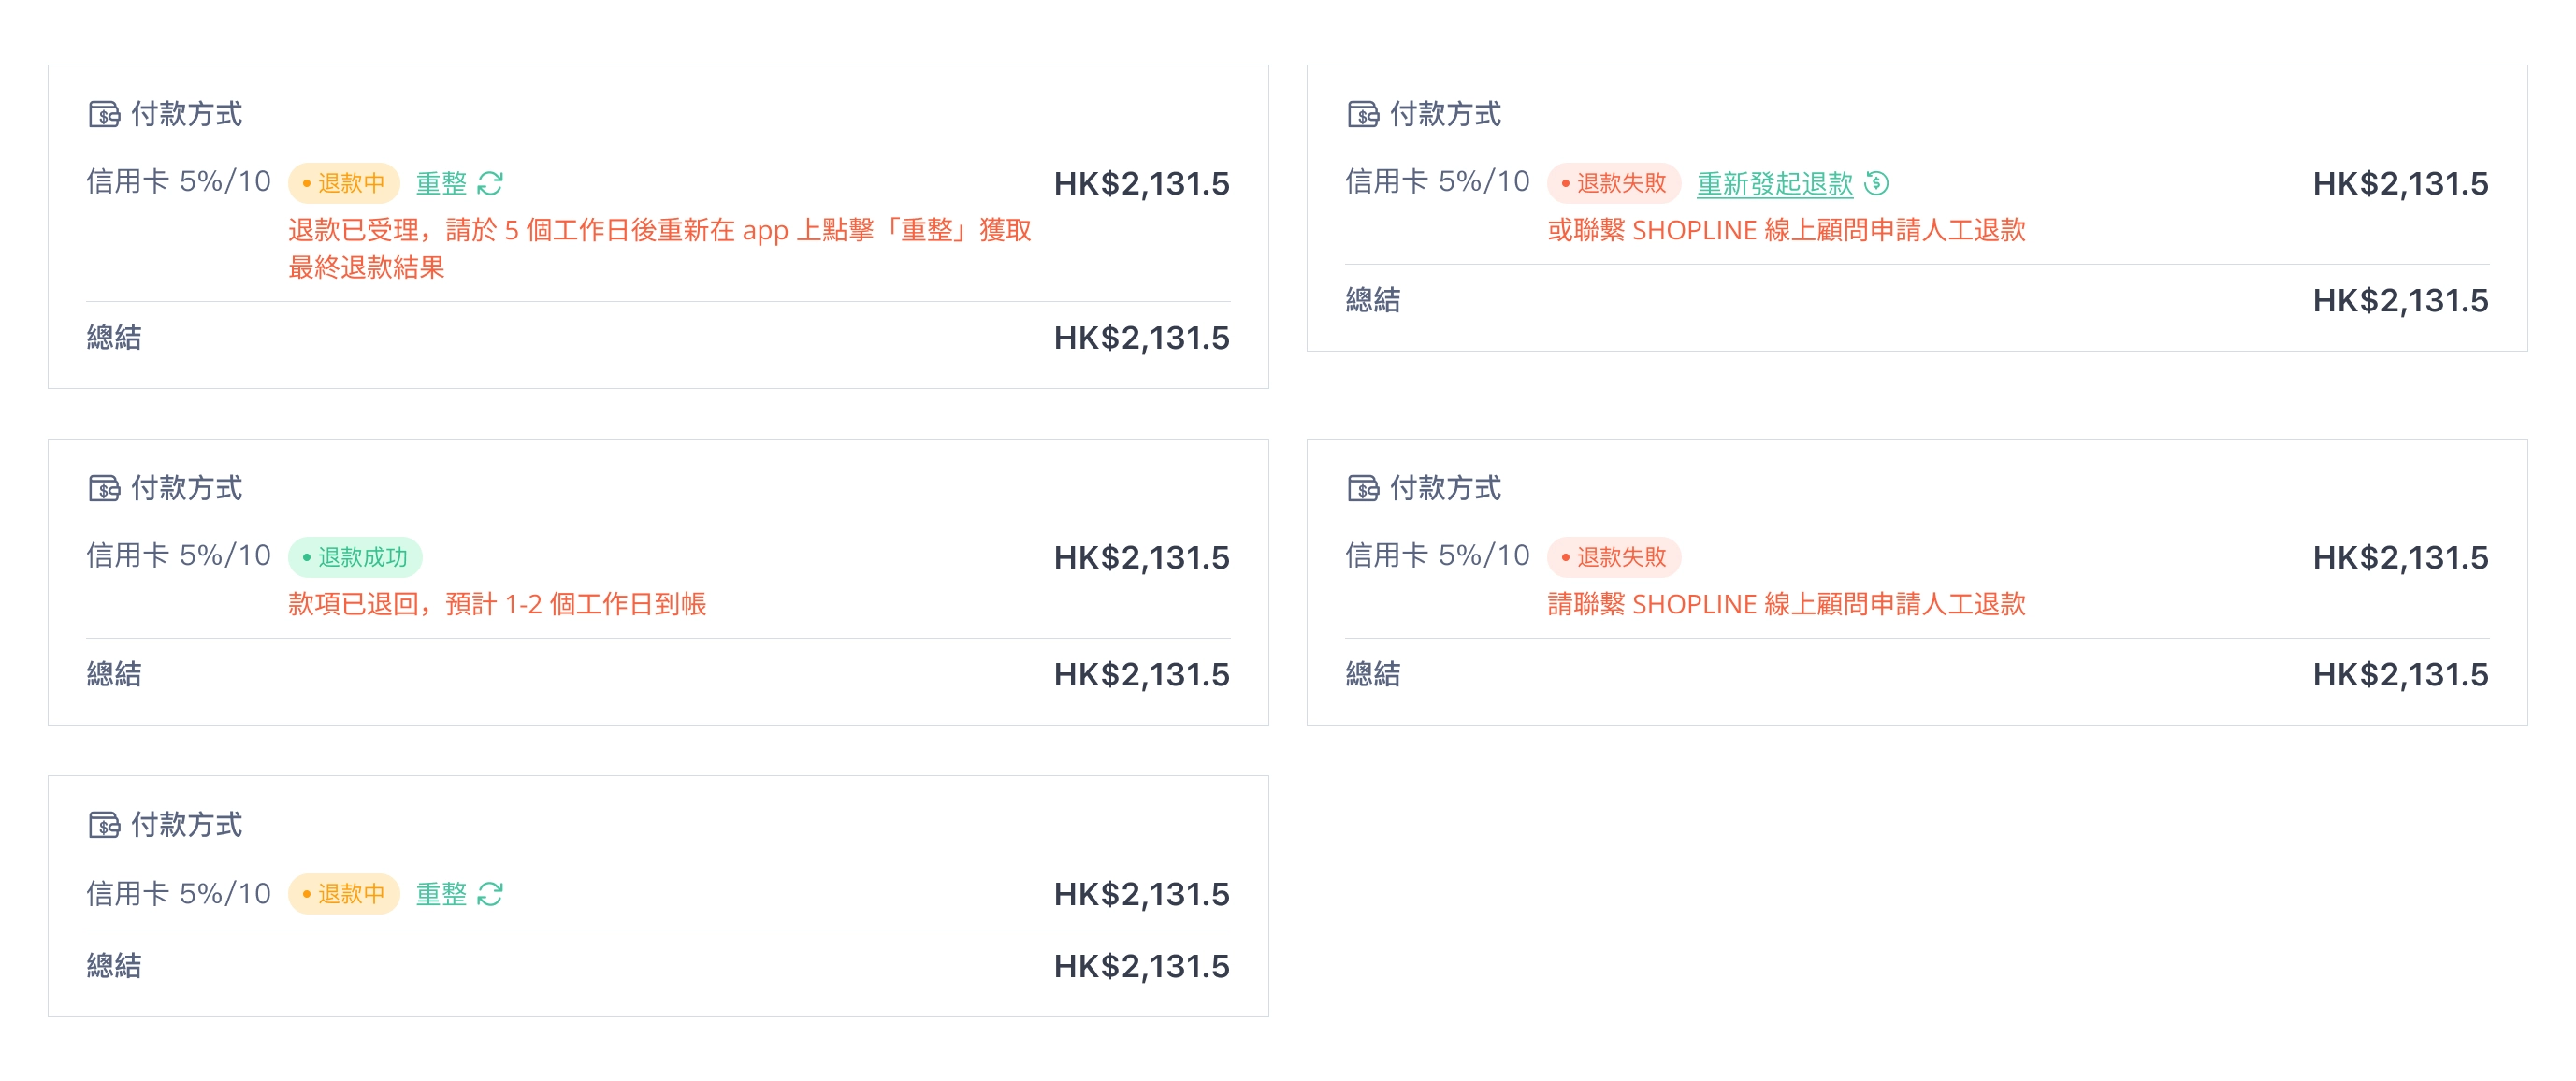 付款方式
信用卡 5%/10 退款中 重整 HK$2,131.5
退款已受理，請於 5 個工作日後重新在 app 上點擊「重整」獲取
最終退款結果
總結 HK$2,131.5
付款方式
信用卡 5%/10 退款失敗 重新發起退款 HK$2,131.5
或聯繫 SHOPLINE 線上顧問申請人工退款
總結 HK$2,131.5
付款方式
信用卡 5%/10 退款成功 HK$2,131.5
款項已退回，預計 1-2 個工作日到帳
總結 HK$2,131.5
付款方式
信用卡 5%/10 退款失敗 HK$2,131.5
請聯繫 SHOPLINE 線上顧問申請人工退款
總結 HK$2,131.5
付款方式
信用卡 5%/10 退款中 重整 HK$2,131.5
總結 HK$2,131.5